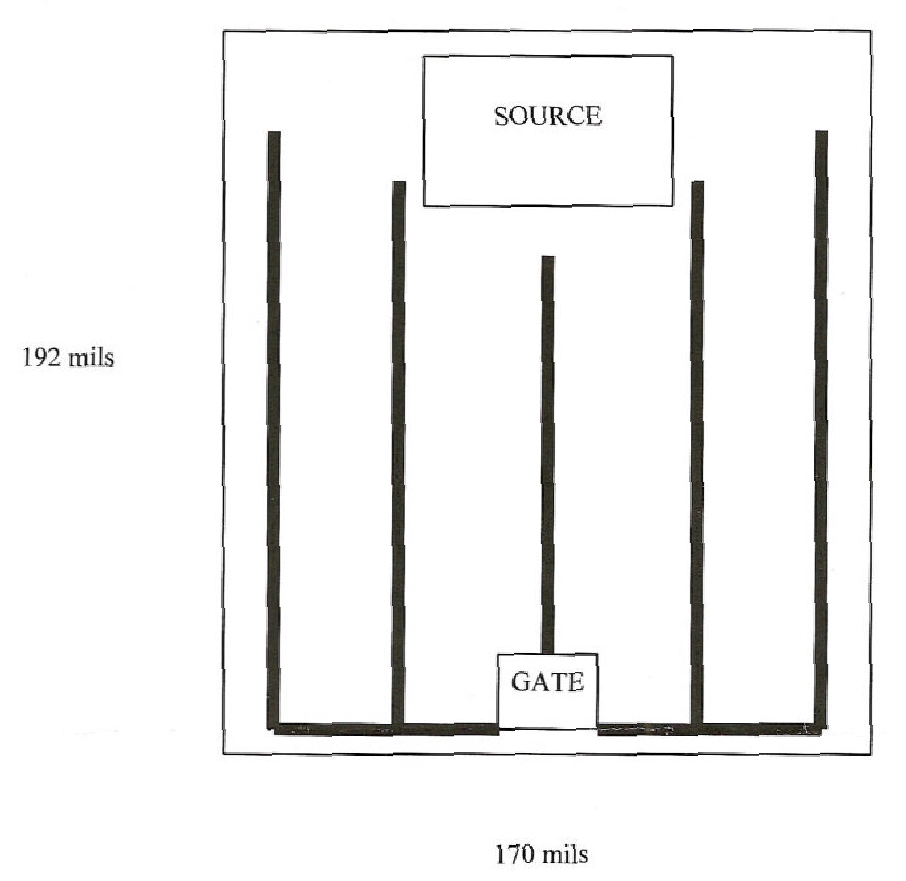 SOURCE
192 mils
GATE
170 mils